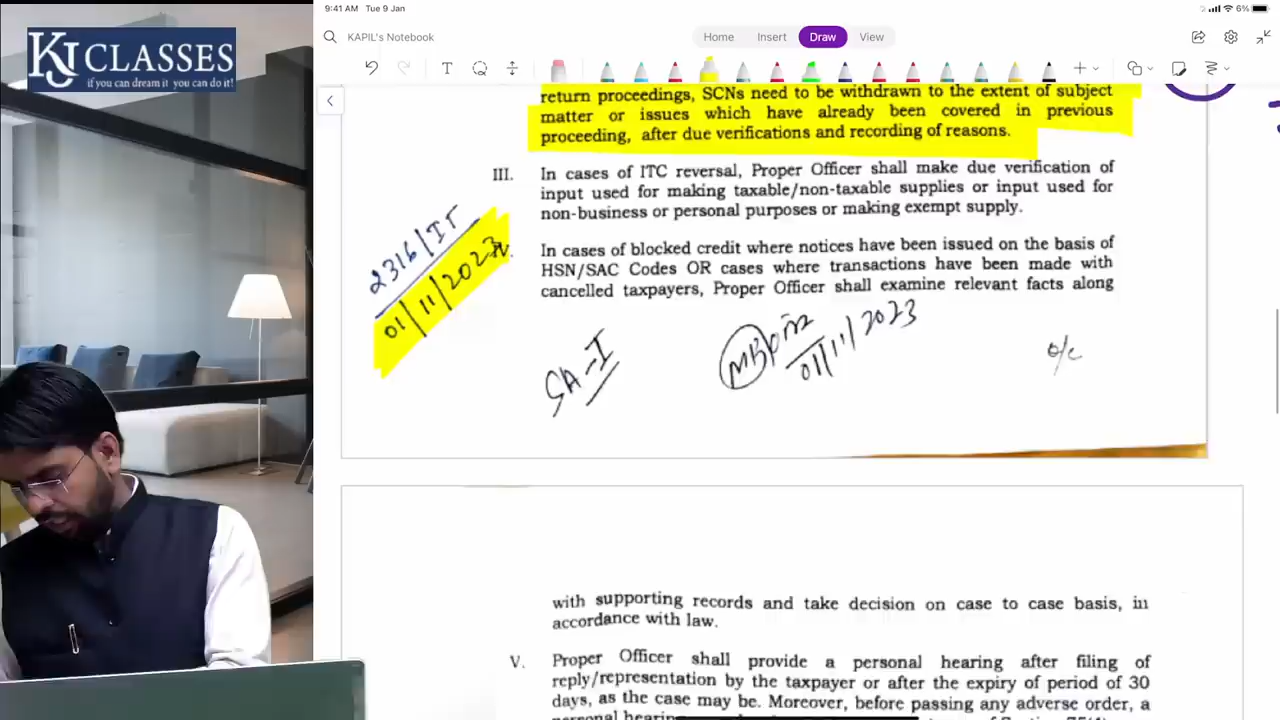 9:41 AM Tue 9 Jan
6%
KJ CLASSES
if you can dream it you can do it!
KAPIL's Notebook
Home Insert Draw View
return proceedings, SCNs need to be withdrawn to the extent of subject
matter or issues which have already been covered in previous
proceeding, after due verifications and recording of reasons.
III. In cases of ITC reversal, Proper Officer shall make due verification of
input used for making taxable/non-taxable supplies or input used for
non-business or personal purposes or making exempt supply.
In cases of blocked credit where notices have been issued on the basis of
HSN/SAC Codes OR cases where transactions have been made with
cancelled taxpayers, Proper Officer shall examine relevant facts along
2316/IT
01/11/2023
SA-I
01/11/2023
o/c
with supporting records and take decision on case to case basis, in
accordance with law.
V. Proper Officer shall provide a personal hearing after filing of
reply/representation by the taxpayer or after the expiry of period of 30
days, as the case may be. Moreover, before passing any adverse order, a